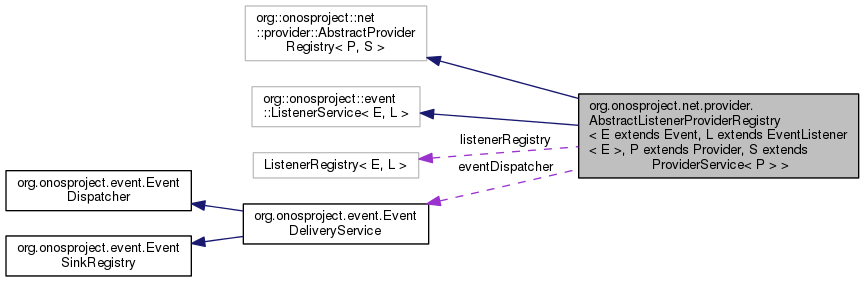 org::onosproject::net
::provider::AbstractProvider
Registry< P, S >
org::onosproject::event
::ListenerService< E, L >
ListenerRegistry< E, L >
org.onosproject.event.Event
Dispatcher
org.onosproject.event.Event
SinkRegistry
org.onosproject.event.Event
DeliveryService
listenerRegistry
eventDispatcher
org.onosproject.net.provider.
AbstractListenerProviderRegistry
< E extends Event, L extends EventListener
< E >, P extends Provider, S extends
ProviderService< P > >